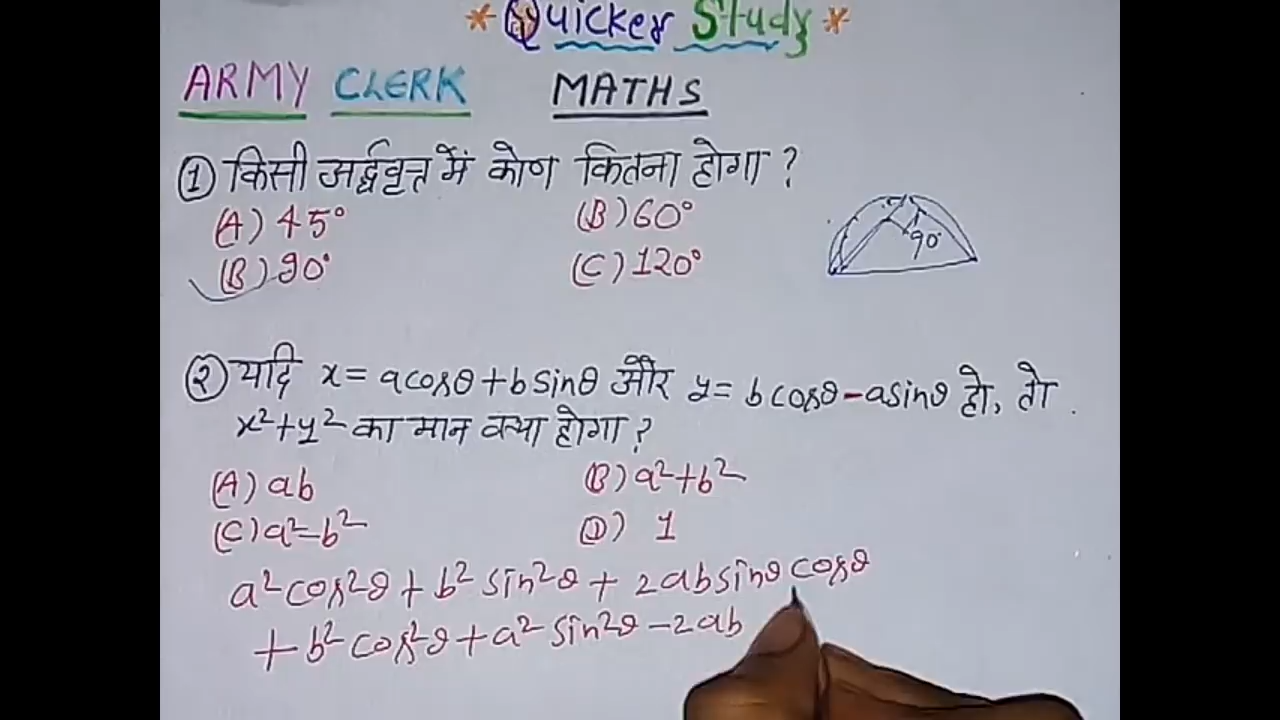 * Quicker Study *
ARMY CLERK MATHS
① किसी अर्द्धवृत्त में कोण कितना होगा ?
(A) 45° (B) 60°
(B) 90° (C) 120°
90°
② यदि x = a cosθ + b sinθ और y = b cosθ - a sinθ हो, तो
x² + y² का मान क्या होगा ?
(A) ab (B) a² + b²
(C) a² - b² (D) 1
a² cos²θ + b² sin²θ + 2ab sinθ cosθ
+ b² cos²θ + a² sin²θ - 2ab